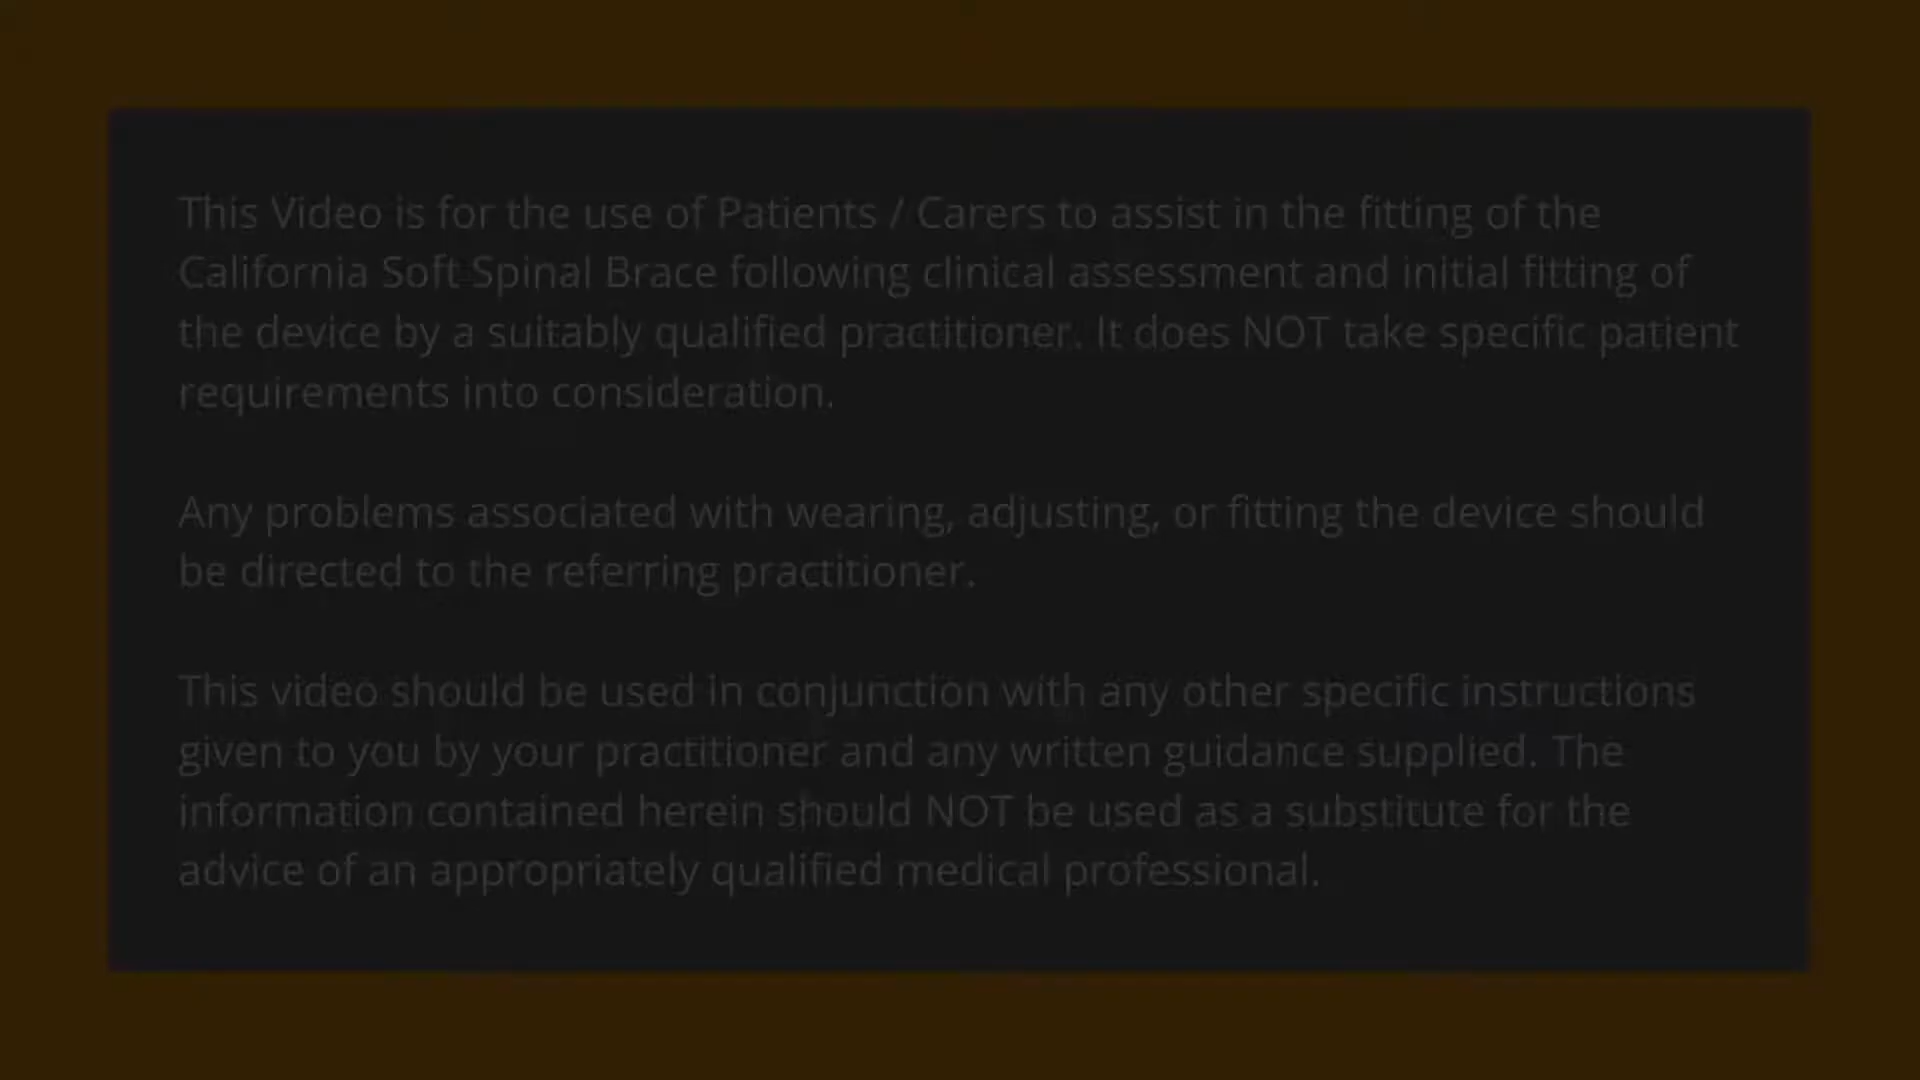 This Video is for the use of Patients / Carers to assist in the fitting of the
California Soft Spinal Brace following clinical assessment and initial fitting of
the device by a suitably qualified practitioner. It does NOT take specific patient
requirements into consideration.
Any problems associated with wearing, adjusting, or fitting the device should
be directed to the referring practitioner.
This video should be used in conjunction with any other specific instructions
given to you by your practitioner and any written guidance supplied. The
information contained herein should NOT be used as a substitute for the
advice of an appropriately qualified medical professional.